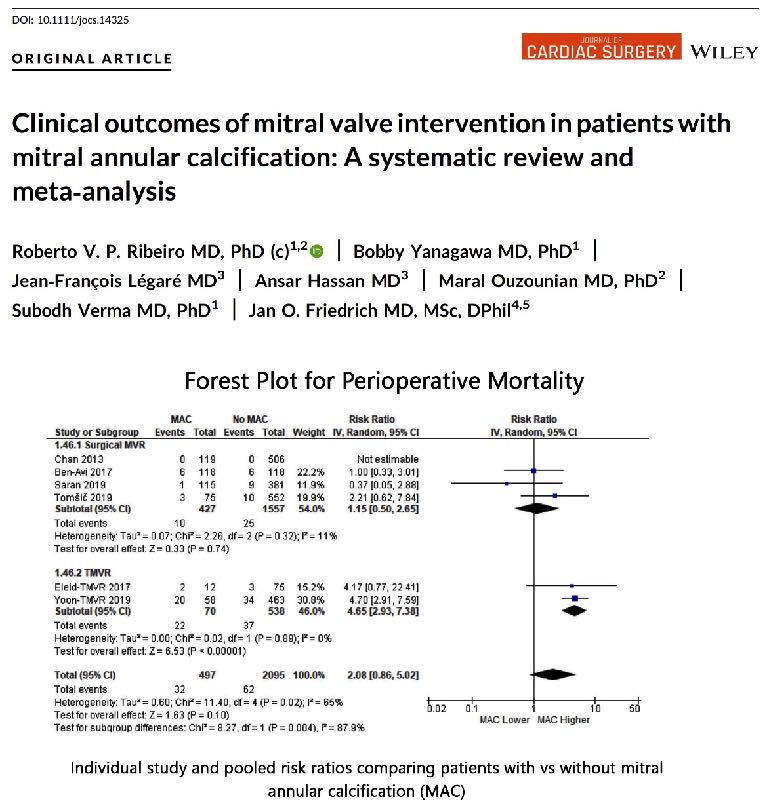 DOI: 10.1111/jocs.14325
ORIGINAL ARTICLE
JOURNAL OF
CARDIAC SURGERY WILEY
Clinical outcomes of mitral valve intervention in patients with
mitral annular calcification: A systematic review and
meta-analysis
Roberto V. P. Ribeiro MD, PhD (c)1,2 | Bobby Yanagawa MD, PhD1 |
Jean-François Légaré MD3 | Ansar Hassan MD3 | Maral Ouzounian MD, PhD2 |
Subodh Verma MD, PhD1 | Jan O. Friedrich MD, MSc, DPhil4,5
Forest Plot for Perioperative Mortality
MAC No MAC Risk Ratio Risk Ratio
Study or Subgroup Events Total Events Total Weight IV, Random, 95% CI IV, Random, 95% CI
1.46.1 Surgical MVR
Chan 2013 0 119 0 506 Not estimable
Ben-Avi 2017 6 118 6 118 22.2% 1.00 [0.33, 3.01]
Saran 2019 1 115 9 381 11.9% 0.37 [0.05, 2.88]
Tomšič 2019 3 75 10 552 19.9% 2.21 [0.62, 7.84]
Subtotal (95% CI) 427 1557 54.0% 1.15 [0.50, 2.65]
Total events 10 25
Heterogeneity: Tau² = 0.07; Chi² = 2.26, df = 2 (P = 0.32); I² = 11%
Test for overall effect: Z = 0.33 (P = 0.74)
1.46.2 TMVR
Eleid-TMVR 2017 2 12 3 75 15.2% 4.17 [0.77, 22.41]
Yoon-TMVR 2019 20 58 34 463 30.8% 4.70 [2.91, 7.59]
Subtotal (95% CI) 70 538 46.0% 4.65 [2.93, 7.38]
Total events 22 37
Heterogeneity: Tau² = 0.00; Chi² = 0.02, df = 1 (P = 0.89); I² = 0%
Test for overall effect: Z = 6.53 (P < 0.00001)
Total (95% CI) 497 2095 100.0% 2.08 [0.86, 5.02]
Total events 32 62
Heterogeneity: Tau² = 0.60; Chi² = 11.40, df = 4 (P = 0.02); I² = 65%
Test for overall effect: Z = 1.63 (P = 0.10)
Test for subgroup differences: Chi² = 8.27, df = 1 (P = 0.004), I² = 87.9%
0.02 0.1 1 10 50
MAC Lower MAC Higher
Individual study and pooled risk ratios comparing patients with vs without mitral
annular calcification (MAC)